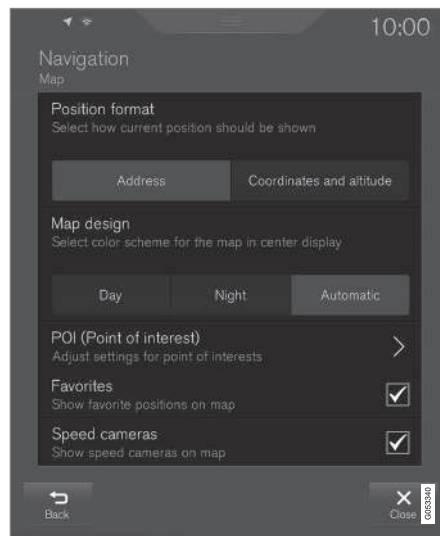 10:00
Navigation
Map
Position format
Select how current position should be shown
Address
Coordinates and altitude
Map design
Select color scheme for the map in center display
Day
Night
Automatic
POI (Point of interest)
Adjust settings for point of interests
Favorites
Show favorite positions on map
Speed cameras
Show speed cameras on map
Back
Close
G053340